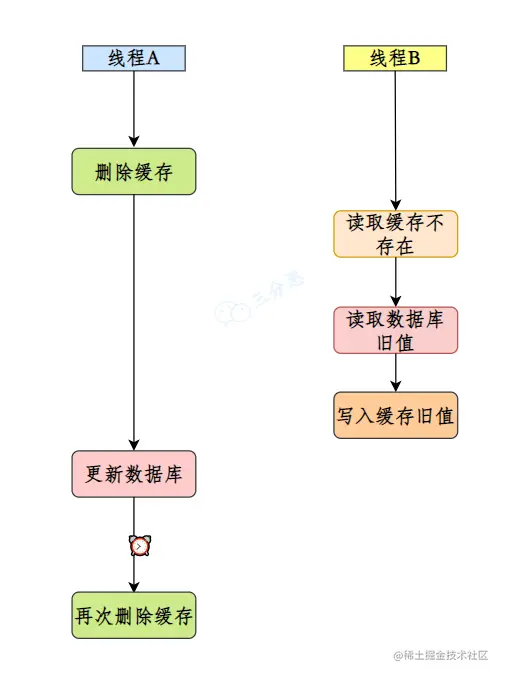 线程A
线程B
删除缓存
读取缓存不
存在
三分恶
读取数据库
旧值
写入缓存旧值
更新数据库
再次删除缓存
@稀土掘金技术社区